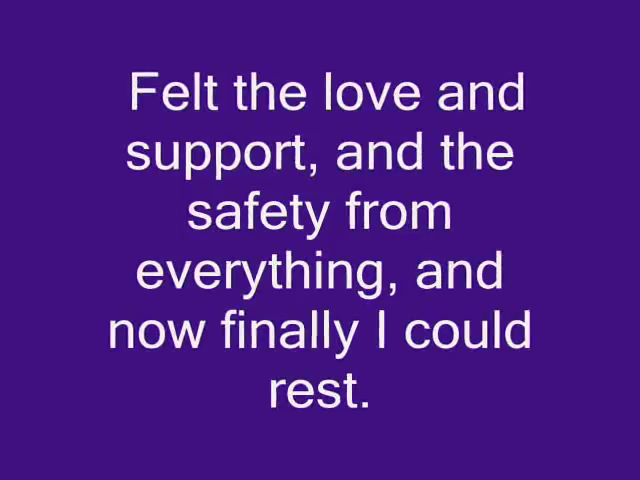 Felt the love and
support, and the
safety from
everything, and
now finally I could
rest.